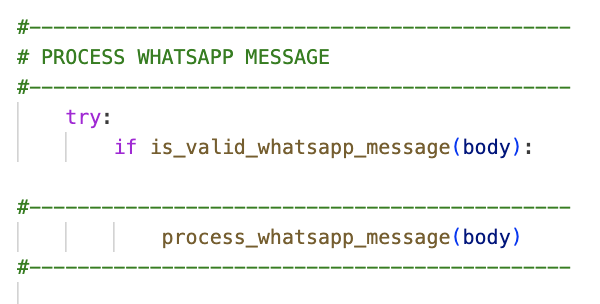 #---------------------------------------------
# PROCESS WHATSAPP MESSAGE
#---------------------------------------------
    try:
        if is_valid_whatsapp_message(body):

#---------------------------------------------
            process_whatsapp_message(body)
#---------------------------------------------